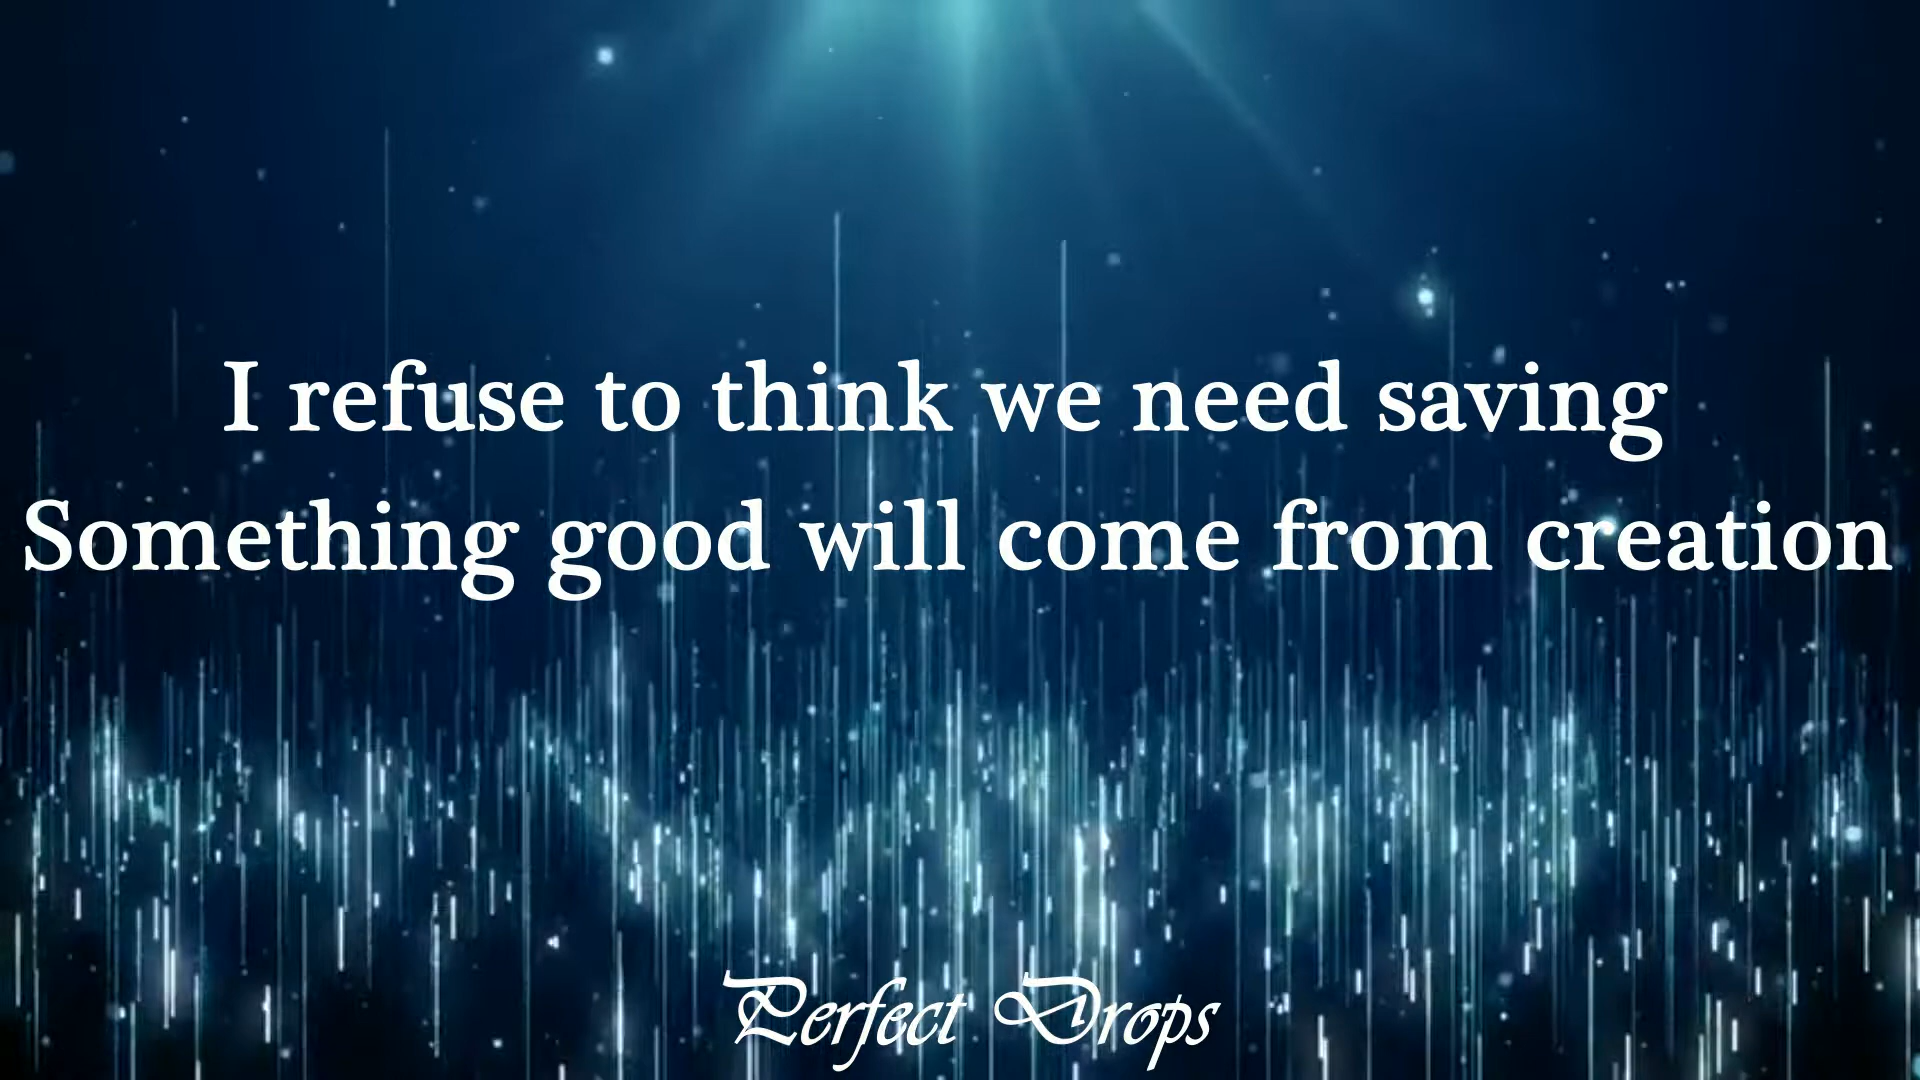 I refuse to think we need saving
Something good will come from creation
Perfect Drops